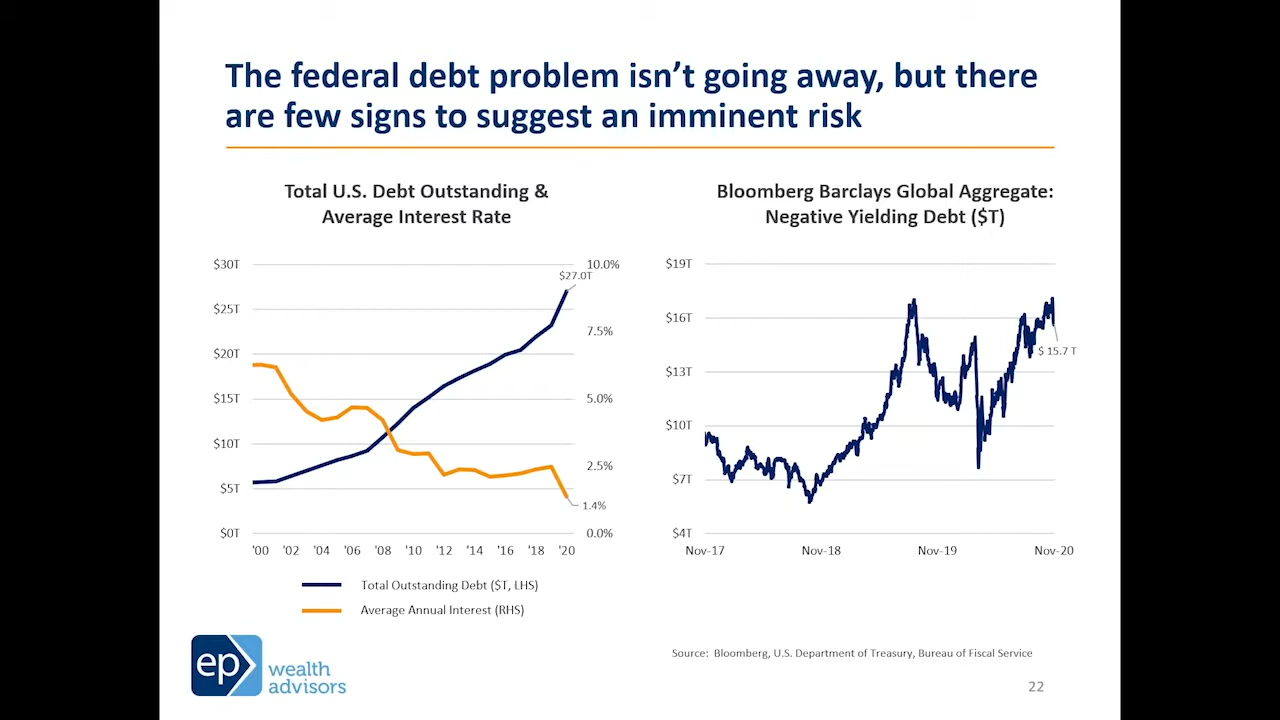 The federal debt problem isn’t going away, but there
are few signs to suggest an imminent risk
Total U.S. Debt Outstanding &
Average Interest Rate
$30T
$25T
$20T
$15T
$10T
$5T
$0T
10.0%
7.5%
5.0%
2.5%
0.0%
$27.0T
1.4%
'00 '02 '04 '06 '08 '10 '12 '14 '16 '18 '20
Total Outstanding Debt ($T, LHS)
Average Annual Interest (RHS)
Bloomberg Barclays Global Aggregate:
Negative Yielding Debt ($T)
$19T
$16T
$13T
$10T
$7T
$4T
$ 15.7 T
Nov-17 Nov-18 Nov-19 Nov-20
Source: Bloomberg, U.S. Department of Treasury, Bureau of Fiscal Service
ep wealth
advisors
22